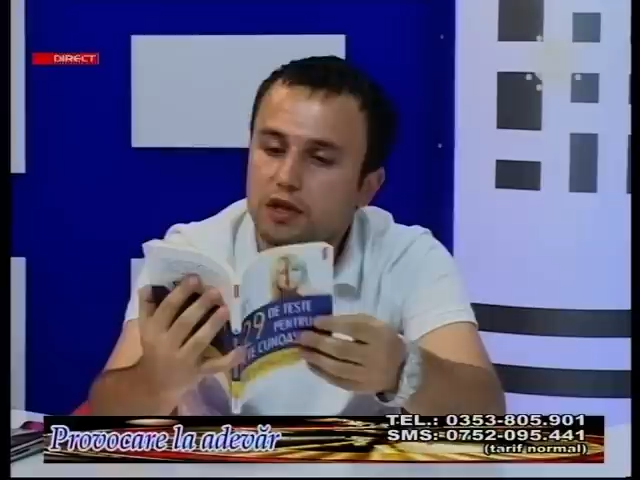 DIRECT
29 DE TESTE
PENTRU
TE CUNOAȘ
Provocare la adevăr
TEL.: 0353-805.901
SMS: 0752-095.441
(tarif normal)